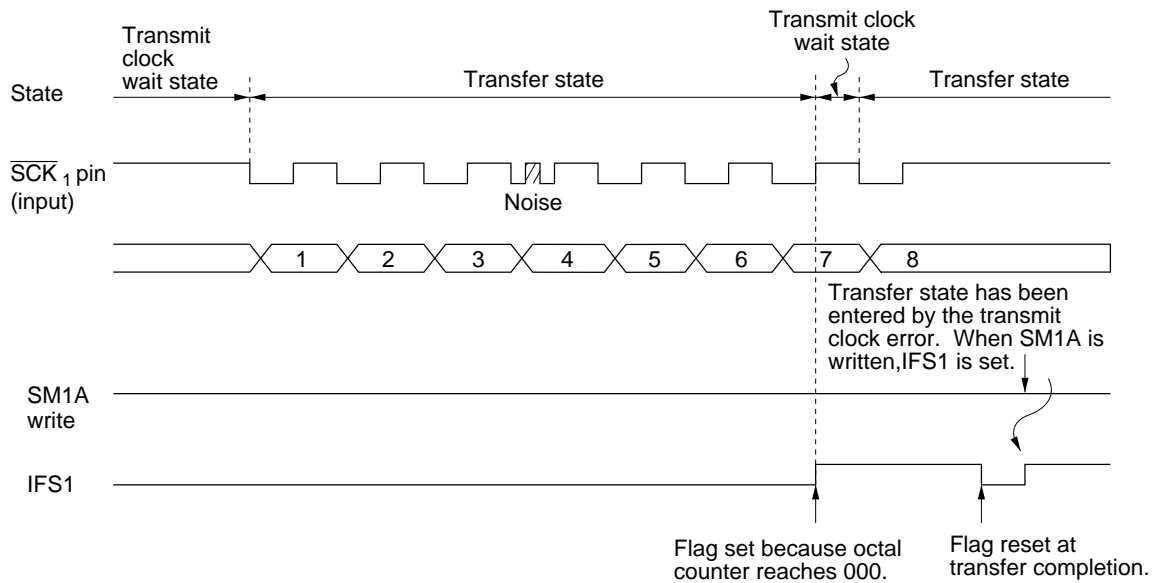 Transmit clock
wait state
Transmit
clock
wait state
Transfer state
Transfer state
State
SCK 1 pin
(input)
Noise
1 2 3 4 5 6 7 8
Transfer state has been
entered by the transmit
clock error. When SM1A is
written,IFS1 is set.
SM1A
write
IFS1
Flag set because octal
counter reaches 000.
Flag reset at
transfer completion.